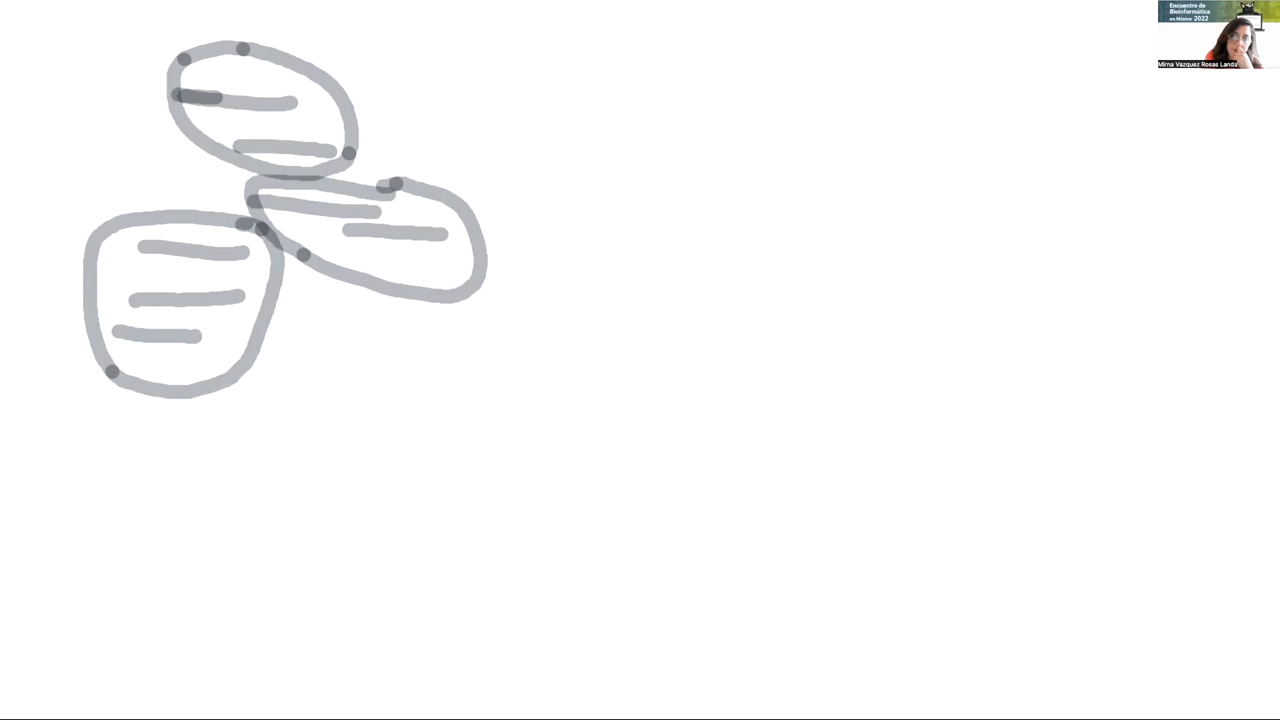 Encuentro de
Bioinformática
en México 2022
Mirna Vazquez Rosas Landa